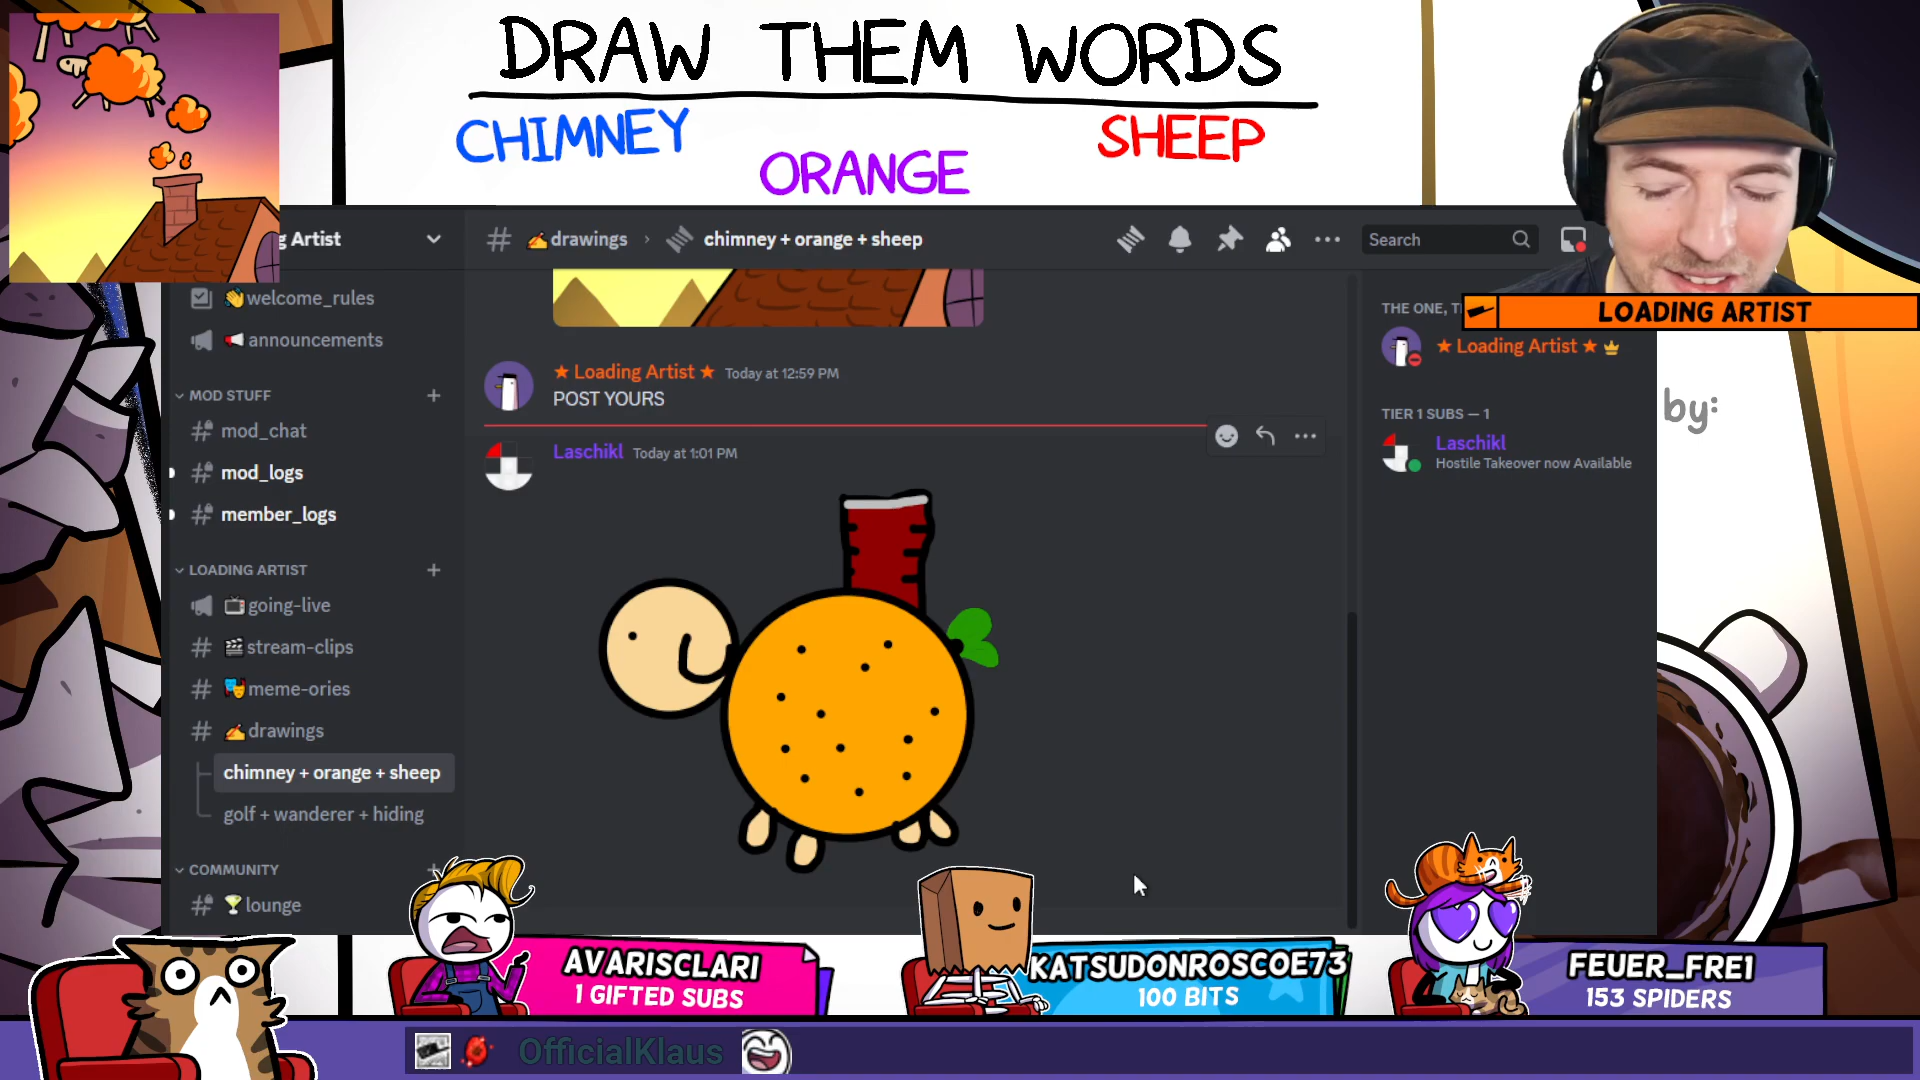 DRAW THEM WORDS
CHIMNEY
ORANGE
SHEEP
g Artist
# drawings › chimney + orange + sheep
Search
welcome_rules
announcements
MOD STUFF
mod_chat
mod_logs
member_logs
LOADING ARTIST
going-live
stream-clips
meme-ories
drawings
chimney + orange + sheep
golf + wanderer + hiding
COMMUNITY
lounge
★ Loading Artist ★ Today at 12:59 PM
POST YOURS
Laschikl Today at 1:01 PM
THE ONE, T
LOADING ARTIST
★ Loading Artist ★
TIER 1 SUBS — 1
Laschikl
Hostile Takeover now Available
by:
AVARISCLARI
1 GIFTED SUBS
KATSUDONROSCOE73
100 BITS
FEUER_FRE1
153 SPIDERS
OfficialKlaus